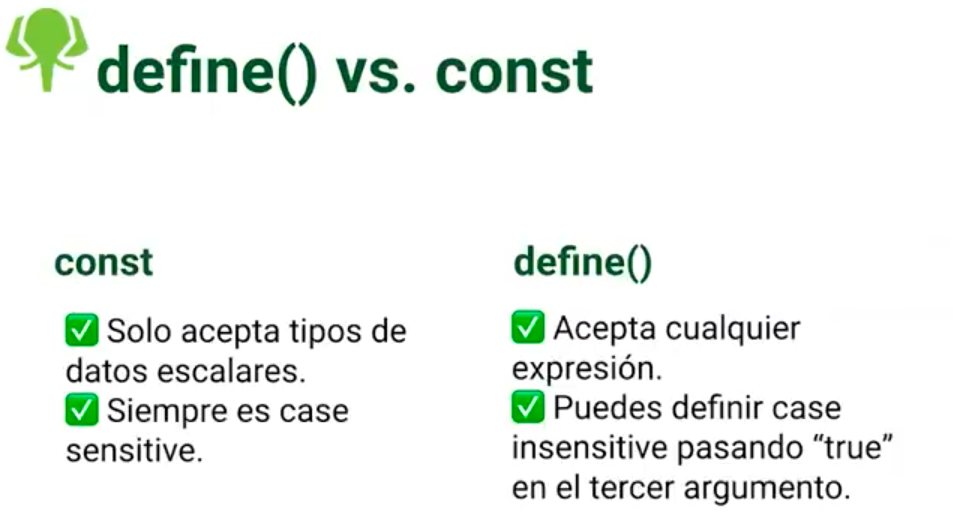 define() vs. const
const
✅ Solo acepta tipos de
datos escalares.
✅ Siempre es case
sensitive.
define()
✅ Acepta cualquier
expresión.
✅ Puedes definir case
insensitive pasando “true”
en el tercer argumento.